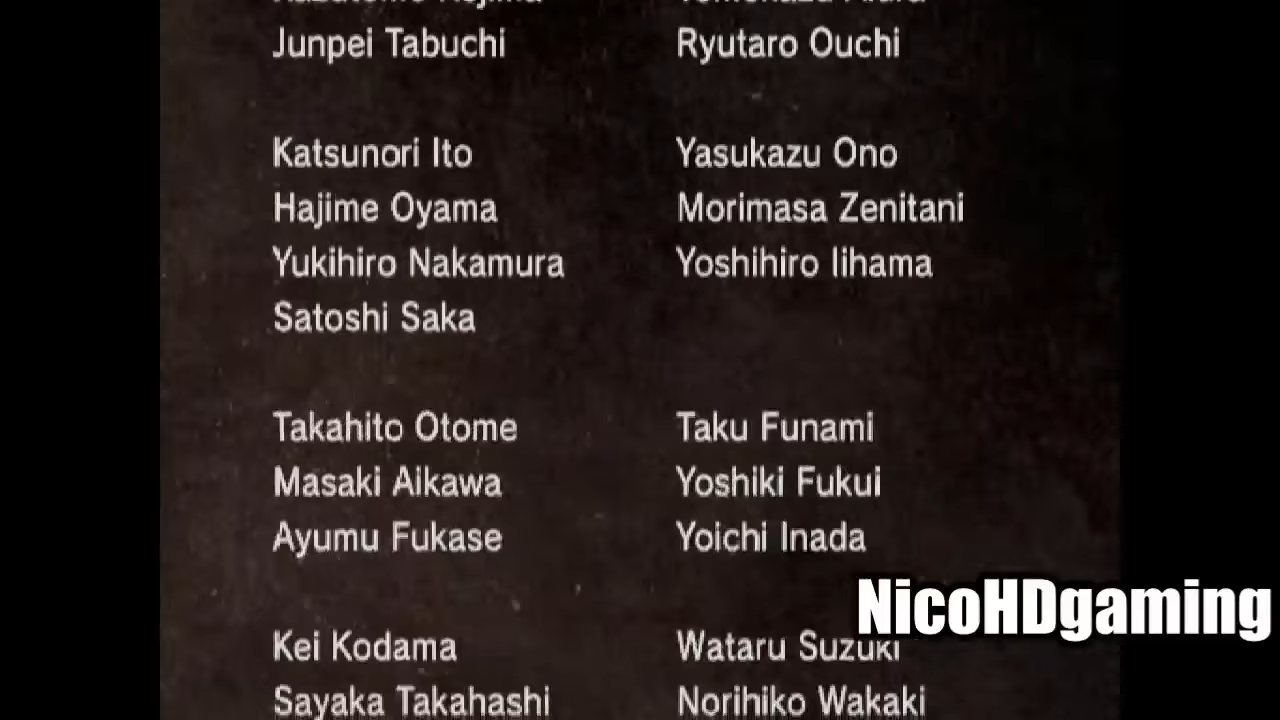 Junpei Tabuchi Ryutaro Ouchi
Katsunori Ito Yasukazu Ono
Hajime Oyama Morimasa Zenitani
Yukihiro Nakamura Yoshihiro Iihama
Satoshi Saka
Takahito Otome Taku Funami
Masaki Aikawa Yoshiki Fukui
Ayumu Fukase Yoichi Inada
NicoHDgaming
Kei Kodama Wataru Suzuki
Sayaka Takahashi Norihiko Wakaki